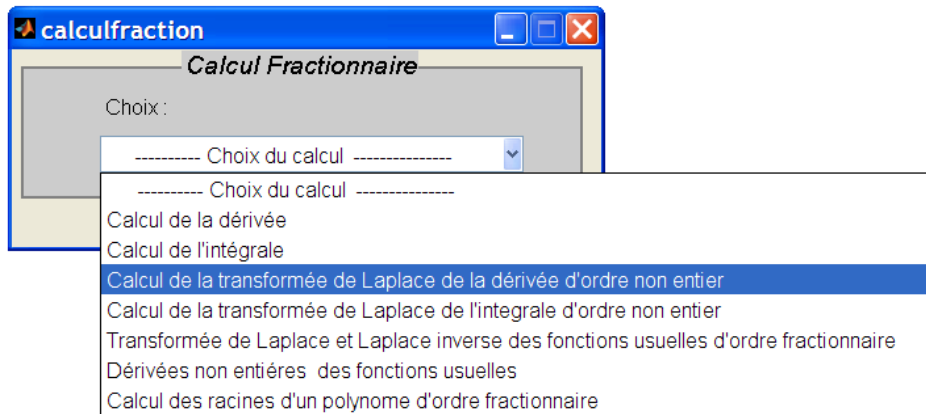 calculfraction
Calcul Fractionnaire
Choix :
---------- Choix du calcul ---------------
---------- Choix du calcul ---------------
Calcul de la dérivée
Calcul de l'intégrale
Calcul de la transformée de Laplace de la dérivée d'ordre non entier
Calcul de la transformée de Laplace de l'integrale d'ordre non entier
Transformée de Laplace et Laplace inverse des fonctions usuelles d'ordre fractionnaire
Dérivées non entiéres  des fonctions usuelles
Calcul des racines d'un polynome d'ordre fractionnaire